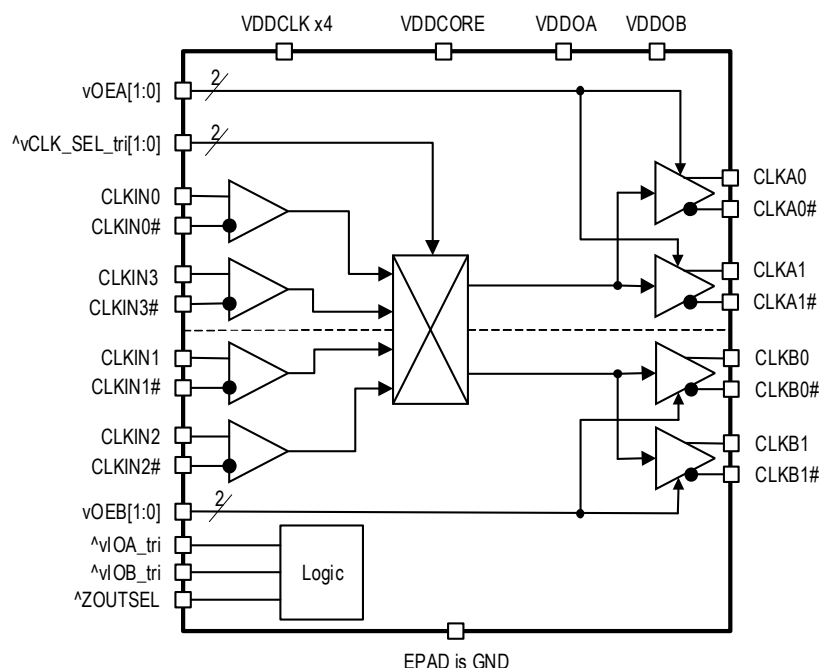 VDDCLK x4 VDDCORE VDDOA VDDOB
vOEA[1:0] 2
^vCLK_SEL_tri[1:0] 2
CLKIN0
CLKIN0#
CLKIN3
CLKIN3#
CLKIN1
CLKIN1#
CLKIN2
CLKIN2#
vOEB[1:0] 2
^vIOA_tri
^vIOB_tri
^ZOUTSEL
Logic
CLKA0
CLKA0#
CLKA1
CLKA1#
CLKB0
CLKB0#
CLKB1
CLKB1#
EPAD is GND